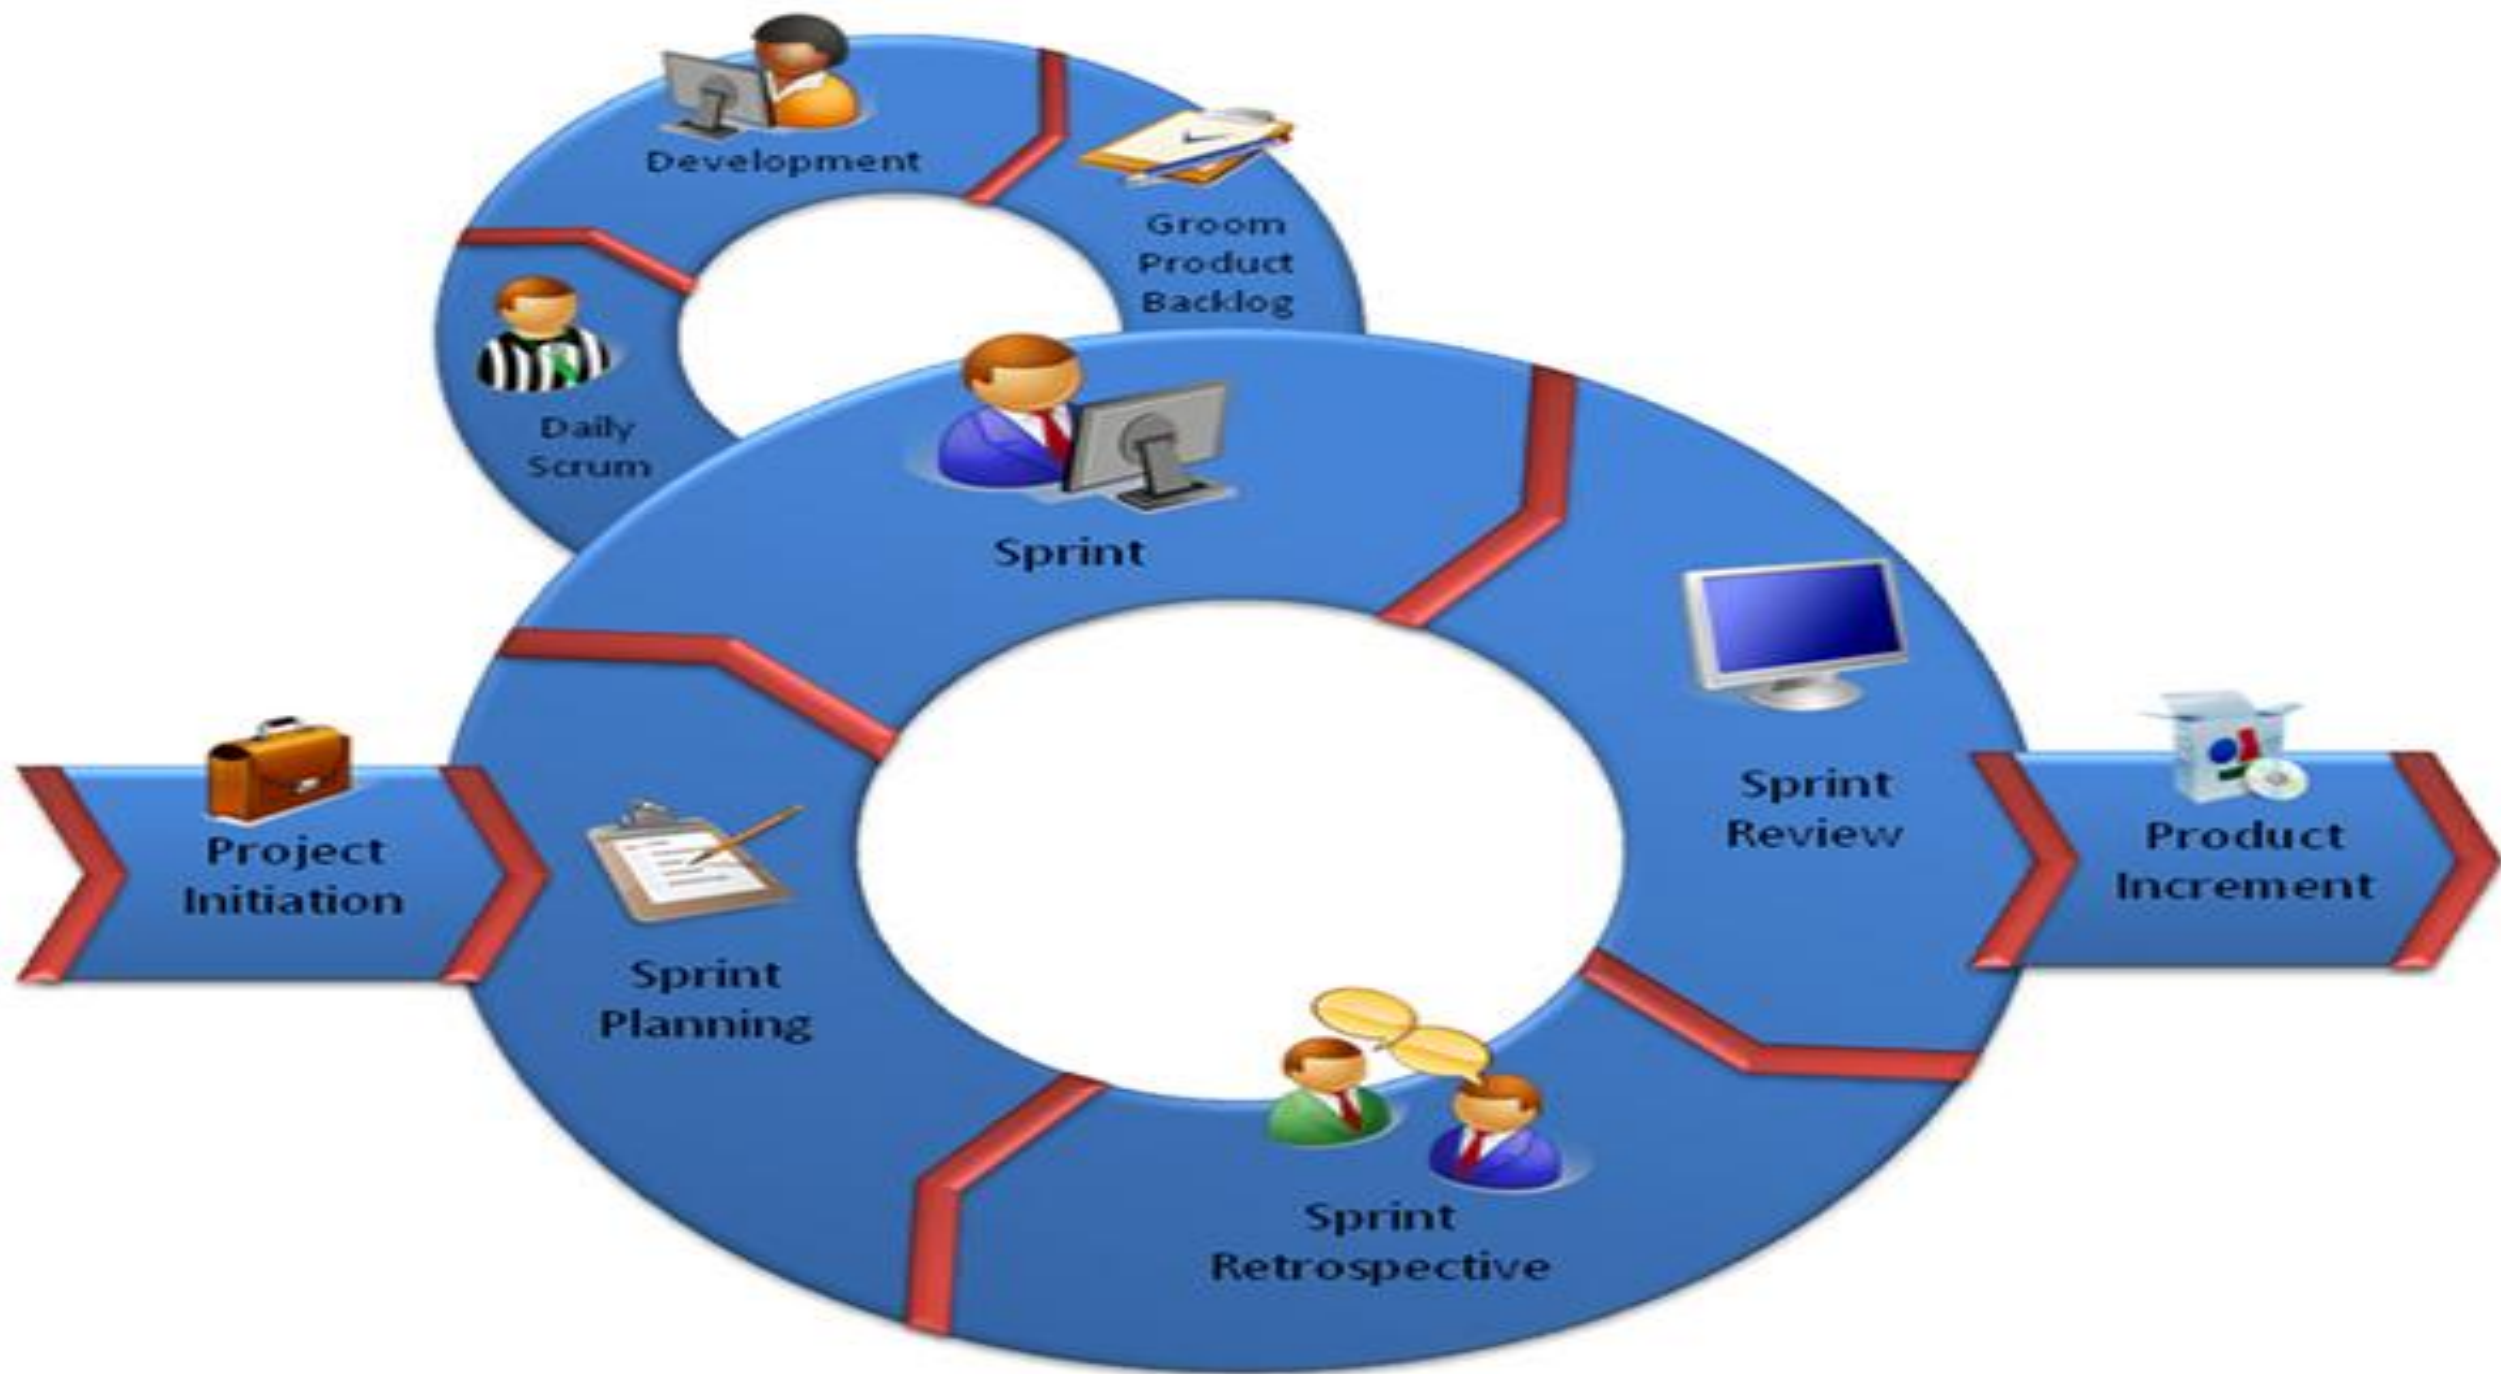 Development
Groom
Product
Backlog
Daily
Scrum
Sprint
Sprint
Review
Project
Initiation
Product
Increment
Sprint
Planning
Sprint
Retrospective